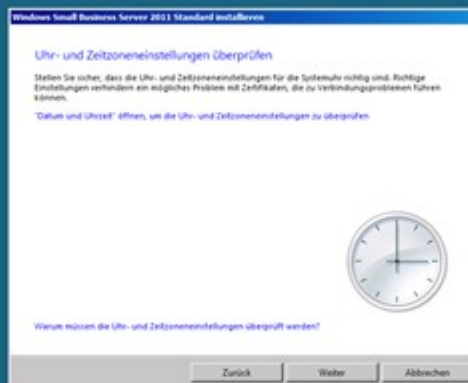 Windows Small Business Server 2011 Standard installieren
Uhr- und Zeitzoneneinstellungen überprüfen
Stellen Sie sicher, dass die Uhr- und Zeitzoneneinstellungen für die Systemuhr richtig sind. Richtige
Einstellungen verhindern ein mögliches Problem mit Zertifikaten, die zu Verbindungsproblemen führen
können.
"Datum und Uhrzeit" öffnen, um die Uhr- und Zeitzoneneinstellungen zu überprüfen
Warum müssen die Uhr- und Zeitzoneneinstellungen überprüft werden?
Zurück Weiter Abbrechen